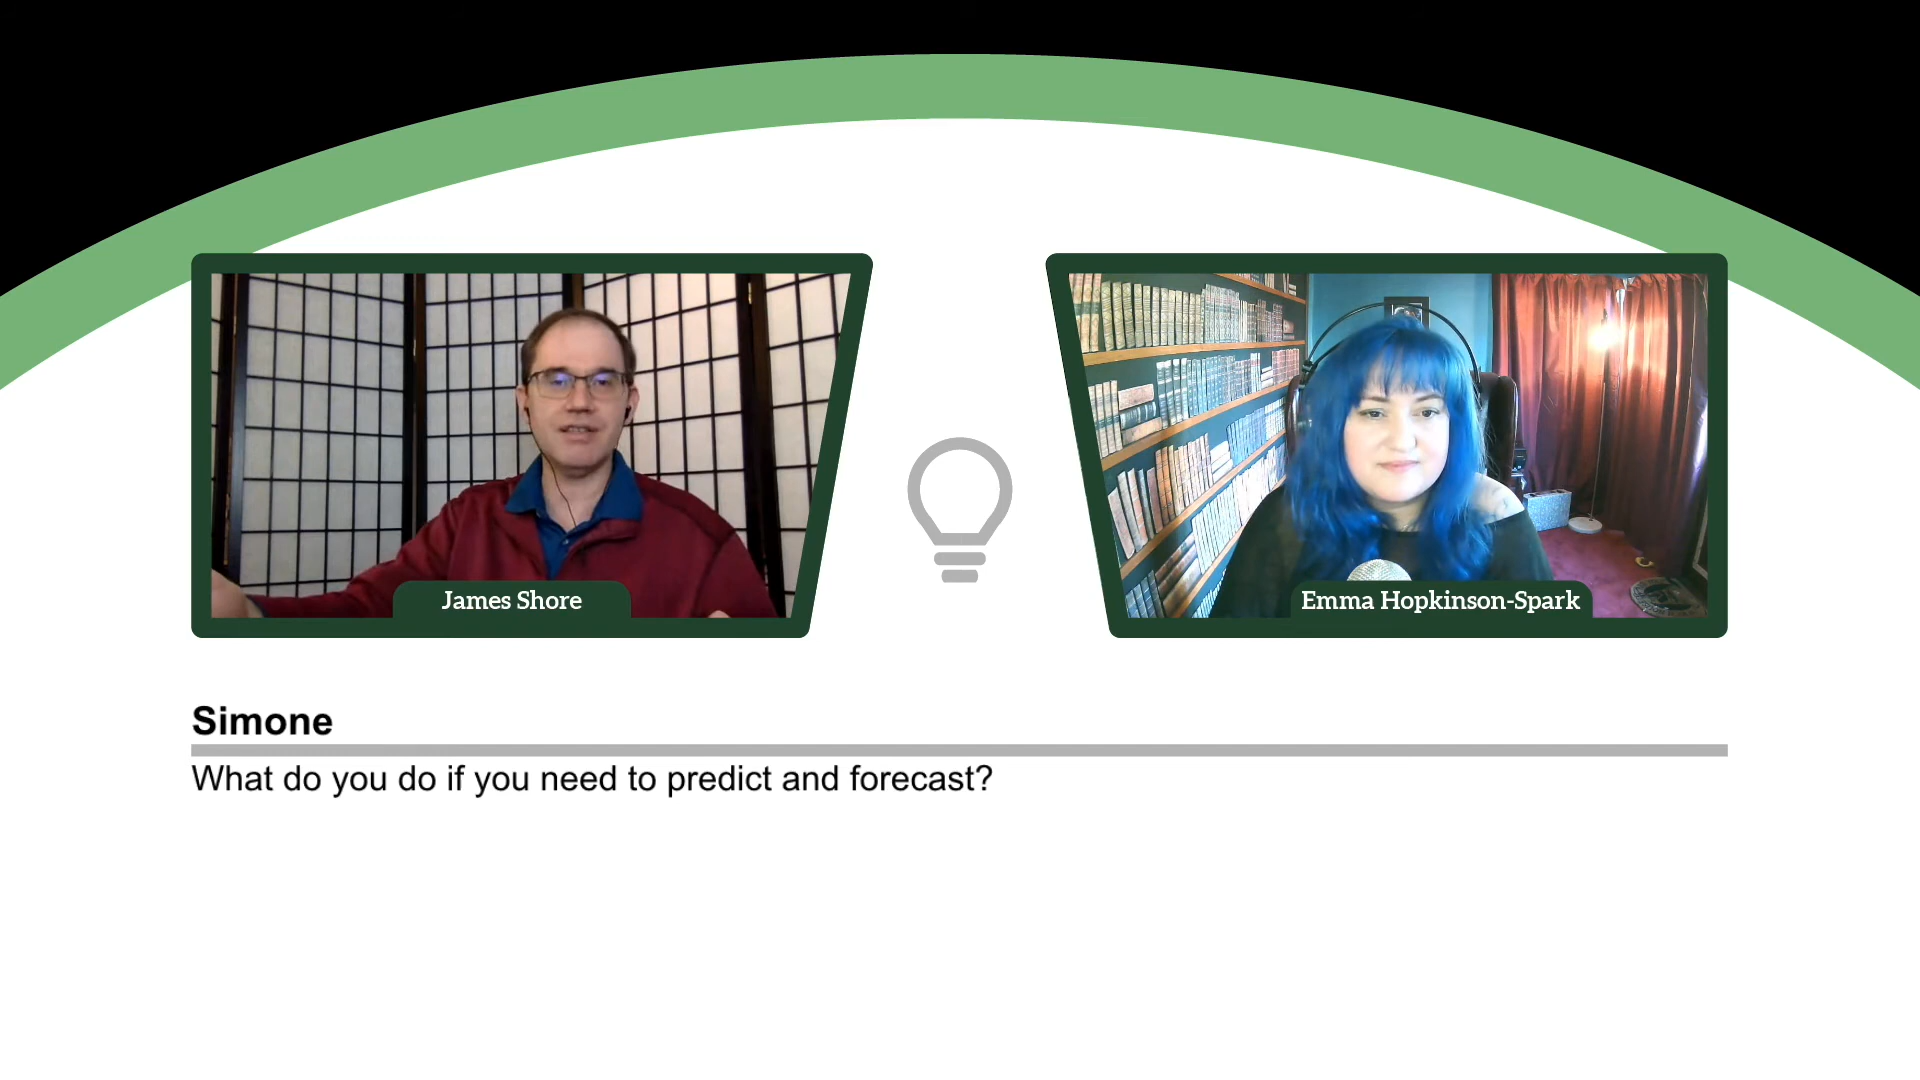 James Shore
Emma Hopkinson-Spark
Simone
What do you do if you need to predict and forecast?